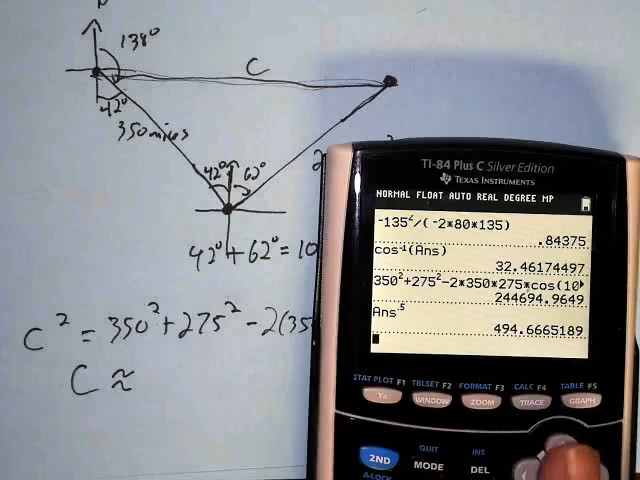 138°
C
42°
350 miles
42° 62°
42° + 62° = 10
C² = 350² + 275² - 2(35
C ≈
TI-84 Plus C Silver Edition
TEXAS INSTRUMENTS
NORMAL FLOAT AUTO REAL DEGREE MP
-135²/(-2*80*135)
.84375
cos⁻¹(Ans)
32.46174497
350²+275²-2*350*275*cos(10
244694.9649
Ans^.5
494.6665189
STAT PLOT F1 TBLSET F2 FORMAT F3 CALC F4 TABLE F5
Y= WINDOW ZOOM TRACE GRAPH
QUIT INS
2ND MODE DEL
A-LOCK